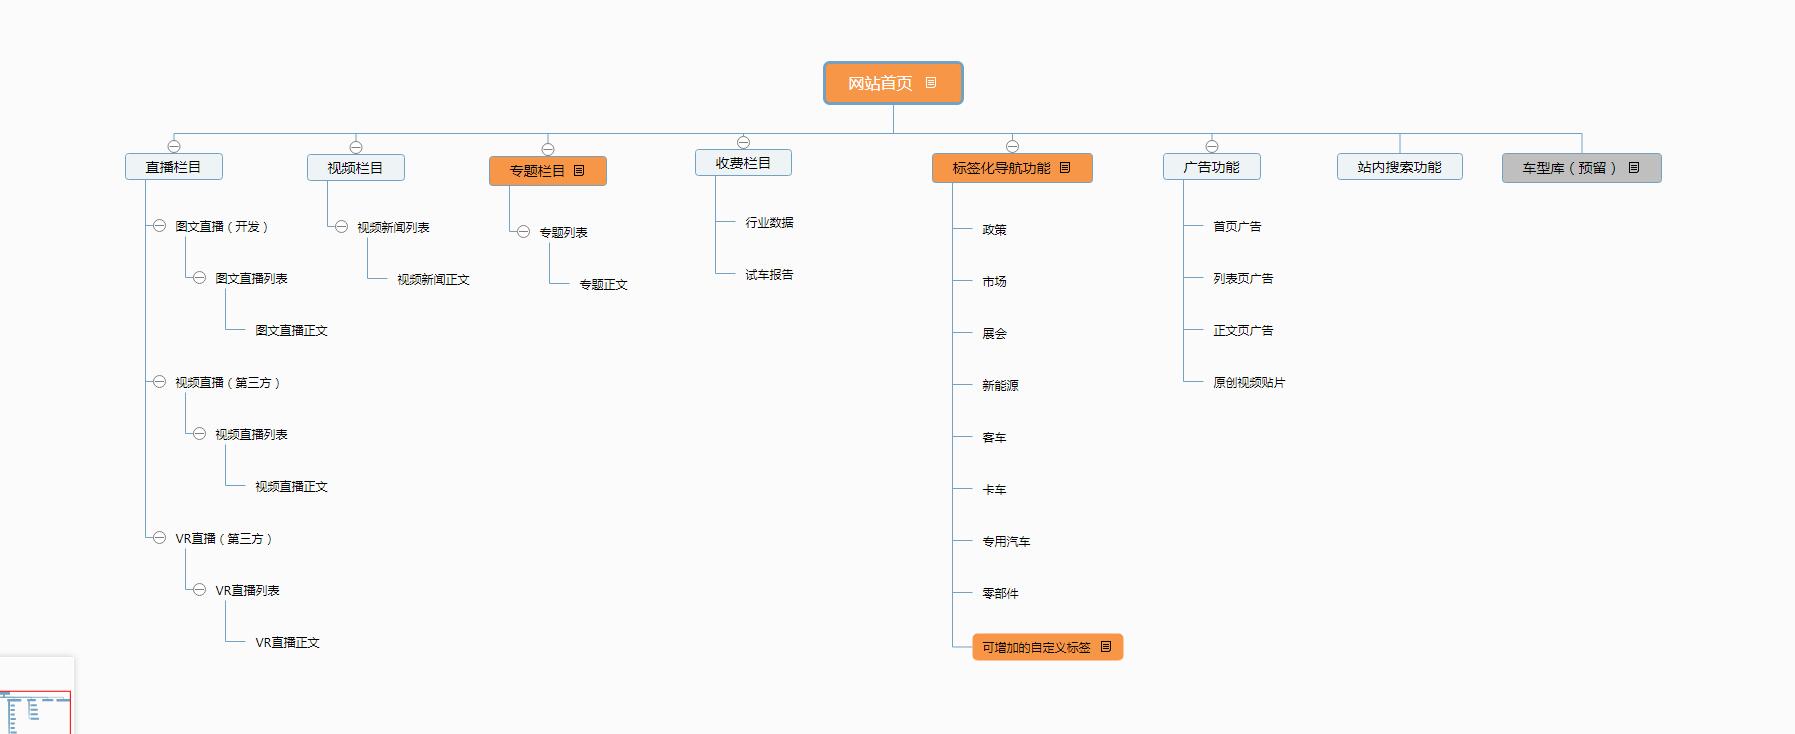 网站首页
直播栏目
图文直播（开发）
图文直播列表
图文直播正文
视频直播（第三方）
视频直播列表
视频直播正文
VR直播（第三方）
VR直播列表
VR直播正文
视频栏目
视频新闻列表
视频新闻正文
专题栏目
专题列表
专题正文
收费栏目
行业数据
试车报告
标签化导航功能
政策
市场
展会
新能源
客车
卡车
专用汽车
零部件
可增加的自定义标签
广告功能
首页广告
列表页广告
正文页广告
原创视频贴片
站内搜索功能
车型库（预留）